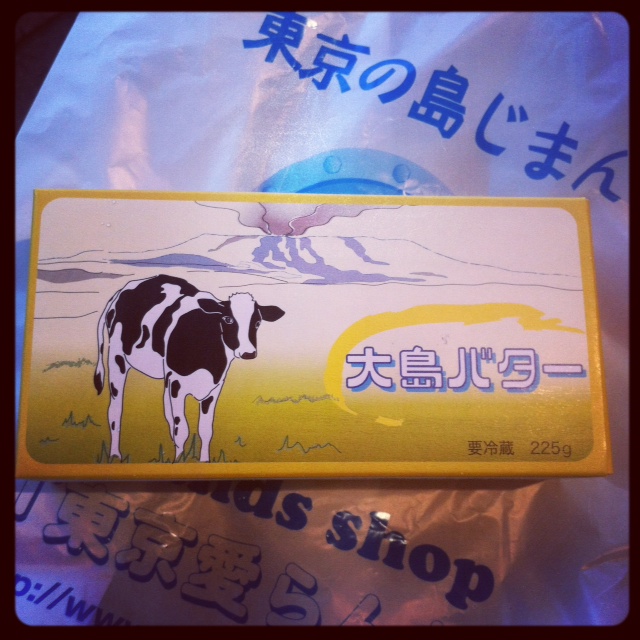 東京の島じまん
大島バター
要冷蔵 225g
shop
東京愛らん
p://www